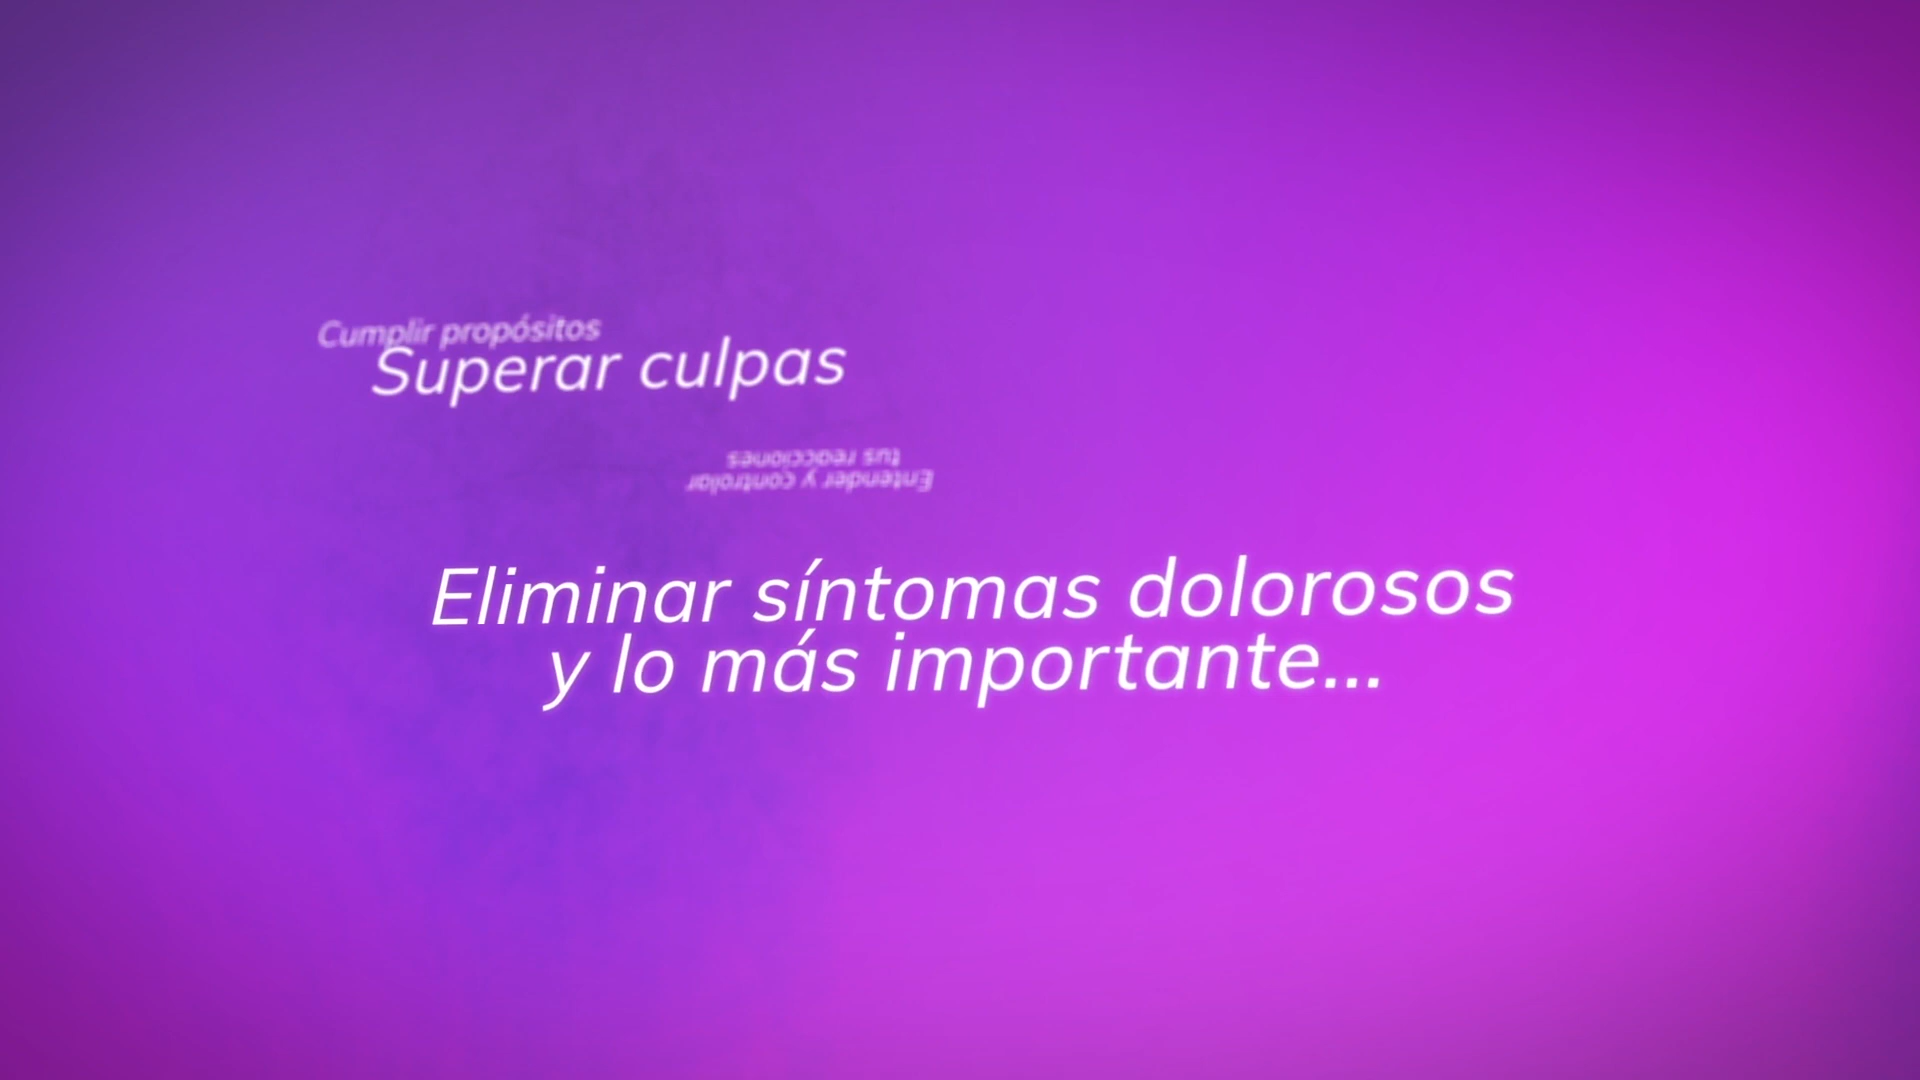 Cumplir propósitos
Superar culpas
Entender y controlar
tus reacciones
Eliminar síntomas dolorosos
y lo más importante...